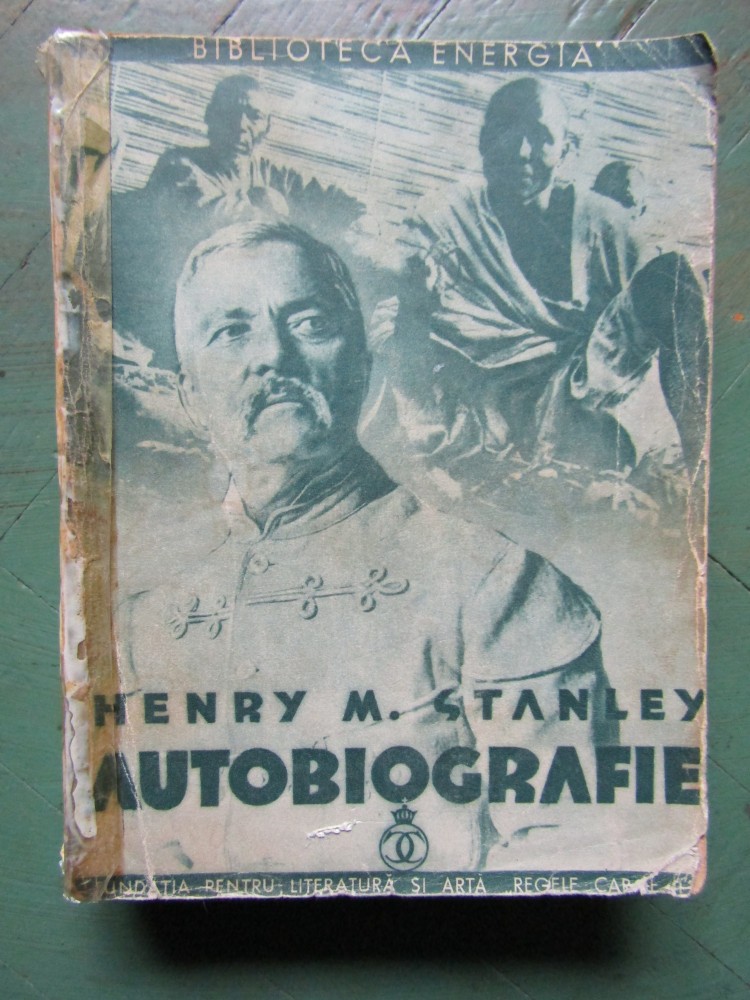 BIBLIOTECA ENERGIA
HENRY M. STANLEY
AUTOBIOGRAFIE
FUNDAȚIA PENTRU LITERATURĂ ȘI ARTĂ „REGELE CAROL II”